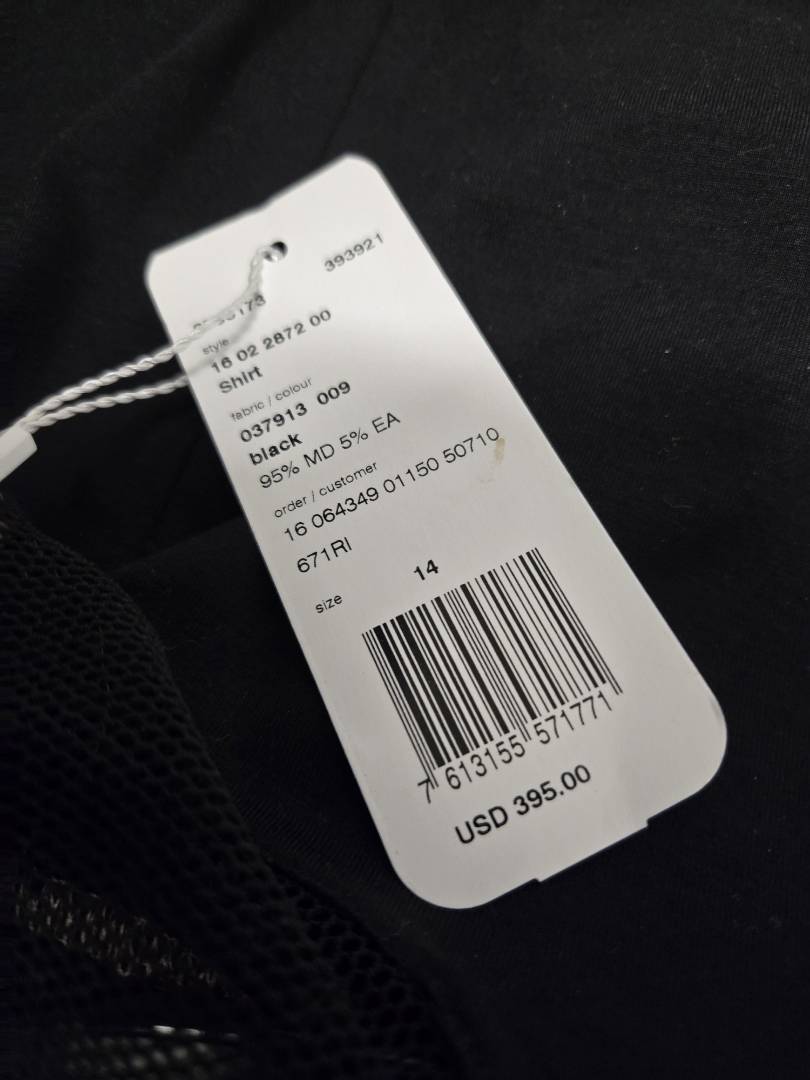 393921
style
16 02 2872 00
Shirt
fabric / colour
037913 009
black
95% MD 5% EA
order / customer
16 064349 01150 50710
671RI
size 14
7 613155 571771
USD 395.00